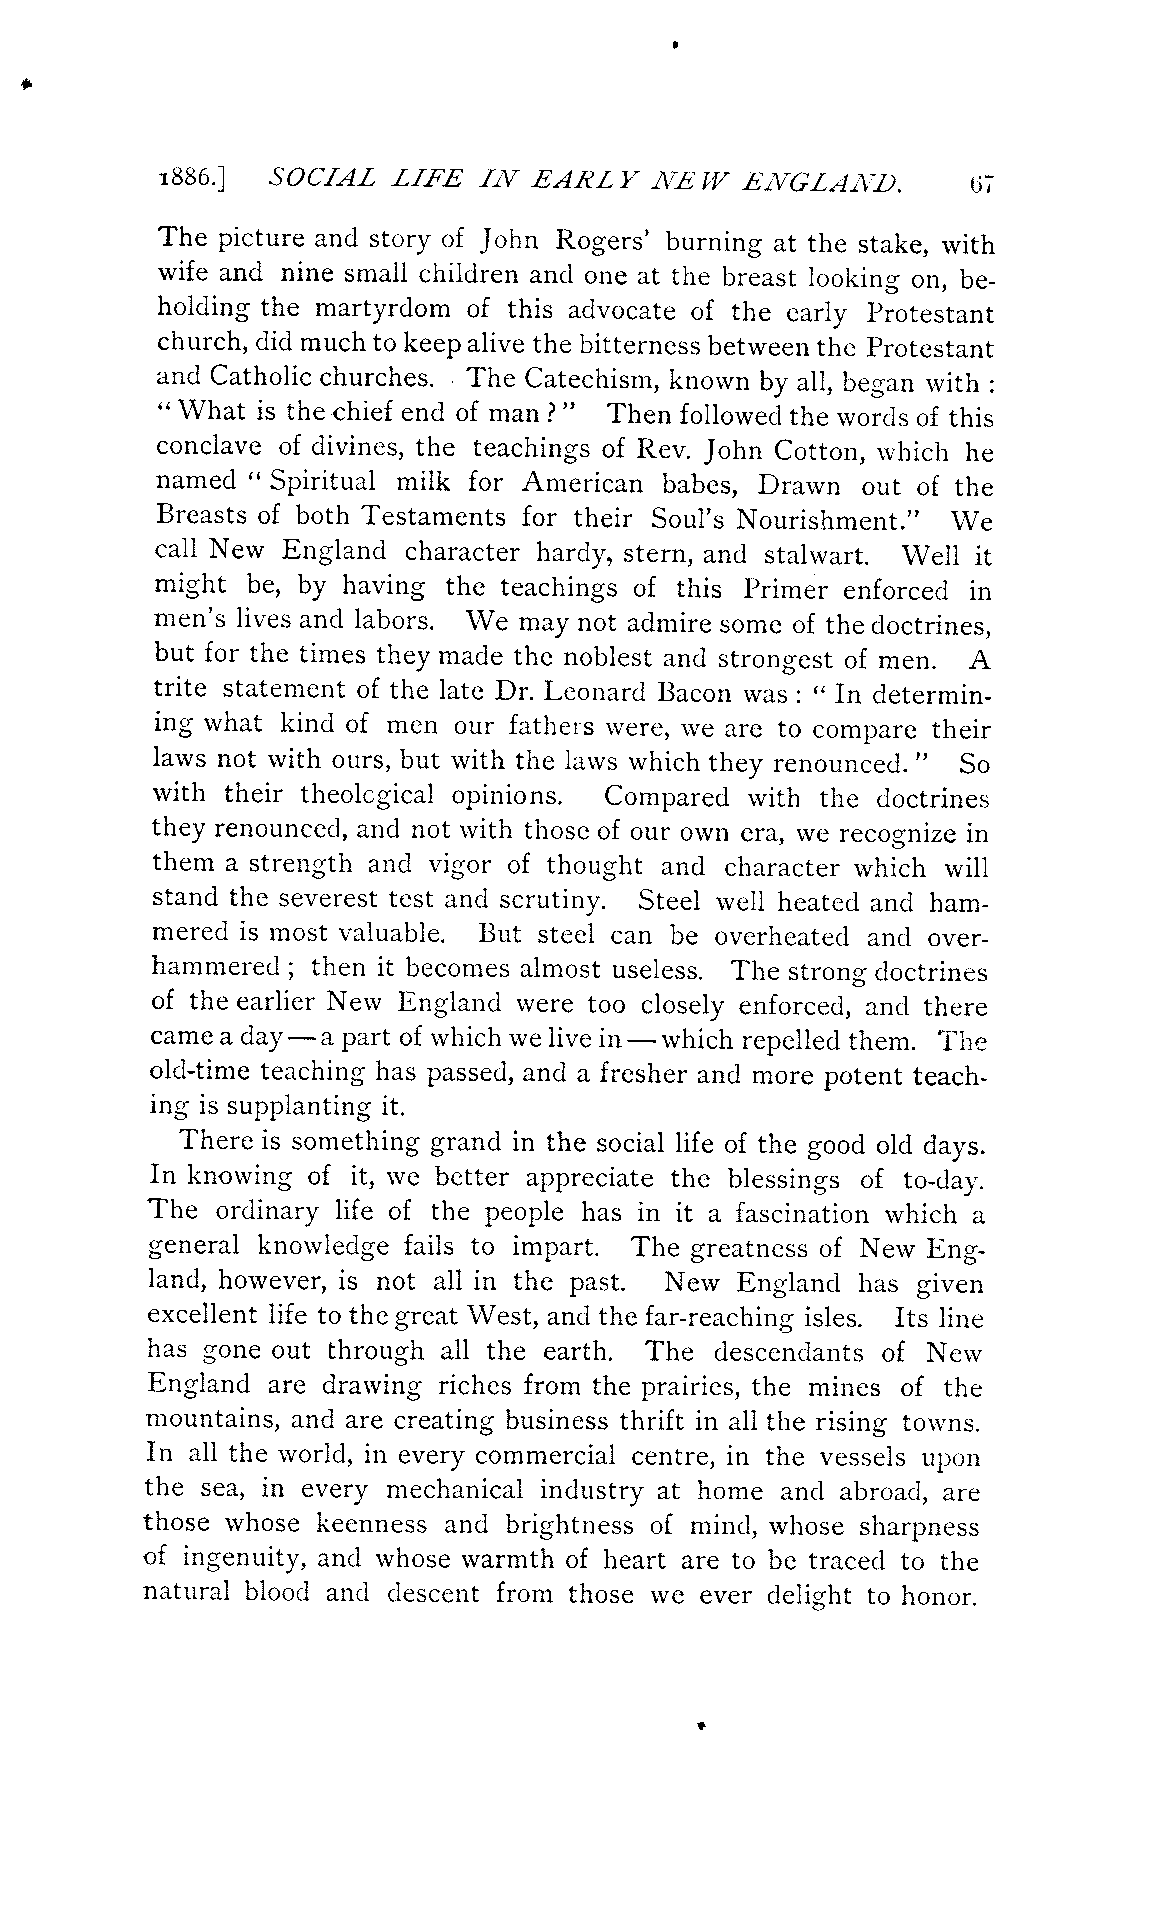 1886.] SOCIAL LIFE IN EARLY NEW ENGLAND. 67
The picture and story of John Rogers' burning at the stake, with
wife and nine small children and one at the breast looking on, be-
holding the martyrdom of this advocate of the early Protestant
church, did much to keep alive the bitterness between the Protestant
and Catholic churches. The Catechism, known by all, began with :
" What is the chief end of man ? " Then followed the words of this
conclave of divines, the teachings of Rev. John Cotton, which he
named " Spiritual milk for American babes, Drawn out of the
Breasts of both Testaments for their Soul's Nourishment." We
call New England character hardy, stern, and stalwart. Well it
might be, by having the teachings of this Primer enforced in
men's lives and labors. We may not admire some of the doctrines,
but for the times they made the noblest and strongest of men. A
trite statement of the late Dr. Leonard Bacon was : " In determin-
ing what kind of men our fathers were, we are to compare their
laws not with ours, but with the laws which they renounced. " So
with their theolcgical opinions. Compared with the doctrines
they renounced, and not with those of our own era, we recognize in
them a strength and vigor of thought and character which will
stand the severest test and scrutiny. Steel well heated and ham-
mered is most valuable. But steel can be overheated and over-
hammered ; then it becomes almost useless. The strong doctrines
of the earlier New England were too closely enforced, and there
came a day — a part of which we live in — which repelled them. The
old-time teaching has passed, and a fresher and more potent teach-
ing is supplanting it.
There is something grand in the social life of the good old days.
In knowing of it, we better appreciate the blessings of to-day.
The ordinary life of the people has in it a fascination which a
general knowledge fails to impart. The greatness of New Eng-
land, however, is not all in the past. New England has given
excellent life to the great West, and the far-reaching isles. Its line
has gone out through all the earth. The descendants of New
England are drawing riches from the prairies, the mines of the
mountains, and are creating business thrift in all the rising towns.
In all the world, in every commercial centre, in the vessels upon
the sea, in every mechanical industry at home and abroad, are
those whose keenness and brightness of mind, whose sharpness
of ingenuity, and whose warmth of heart are to be traced to the
natural blood and descent from those we ever delight to honor.